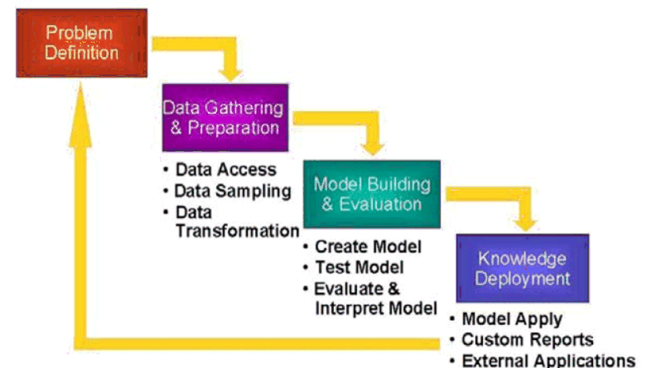 Problem
Definition
Data Gathering
& Preparation
• Data Access
• Data Sampling
• Data
Transformation
Model Building
& Evaluation
• Create Model
• Test Model
• Evaluate &
Interpret Model
Knowledge
Deployment
• Model Apply
• Custom Reports
• External Applications